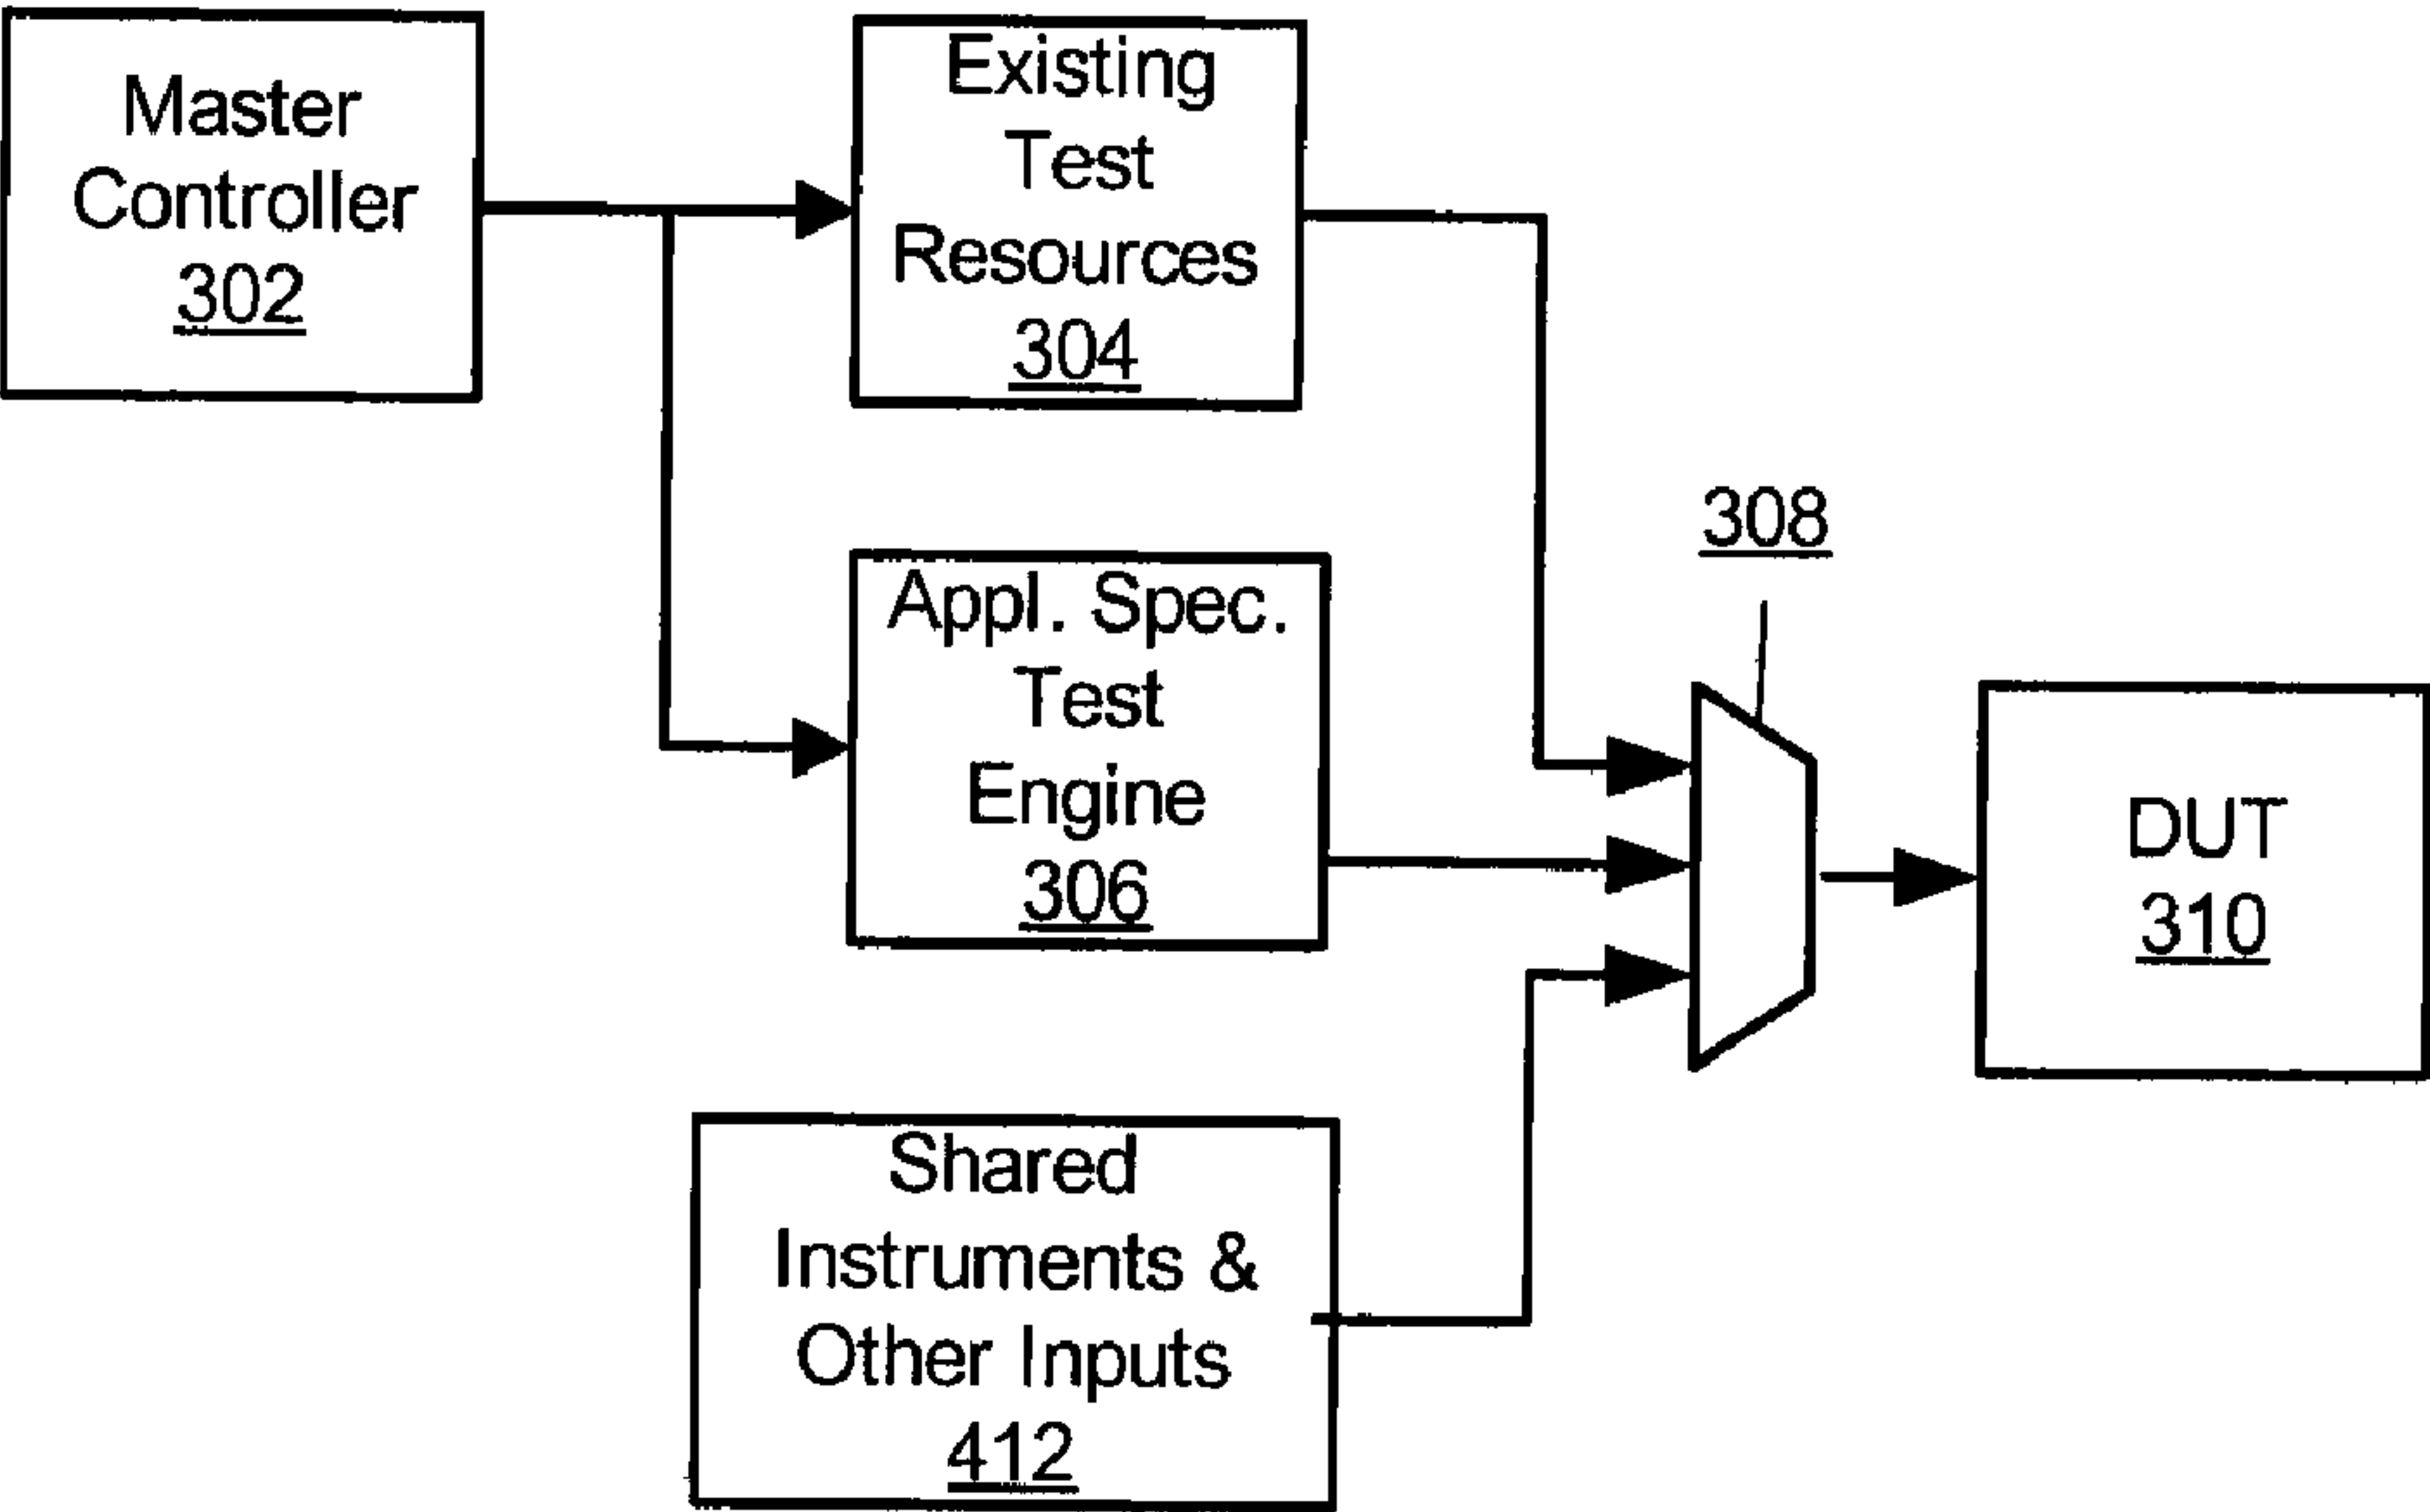 Master
Controller
302
Existing
Test
Resources
304
308
Appl. Spec.
Test
Engine
306
DUT
310
Shared
Instruments &
Other Inputs
412